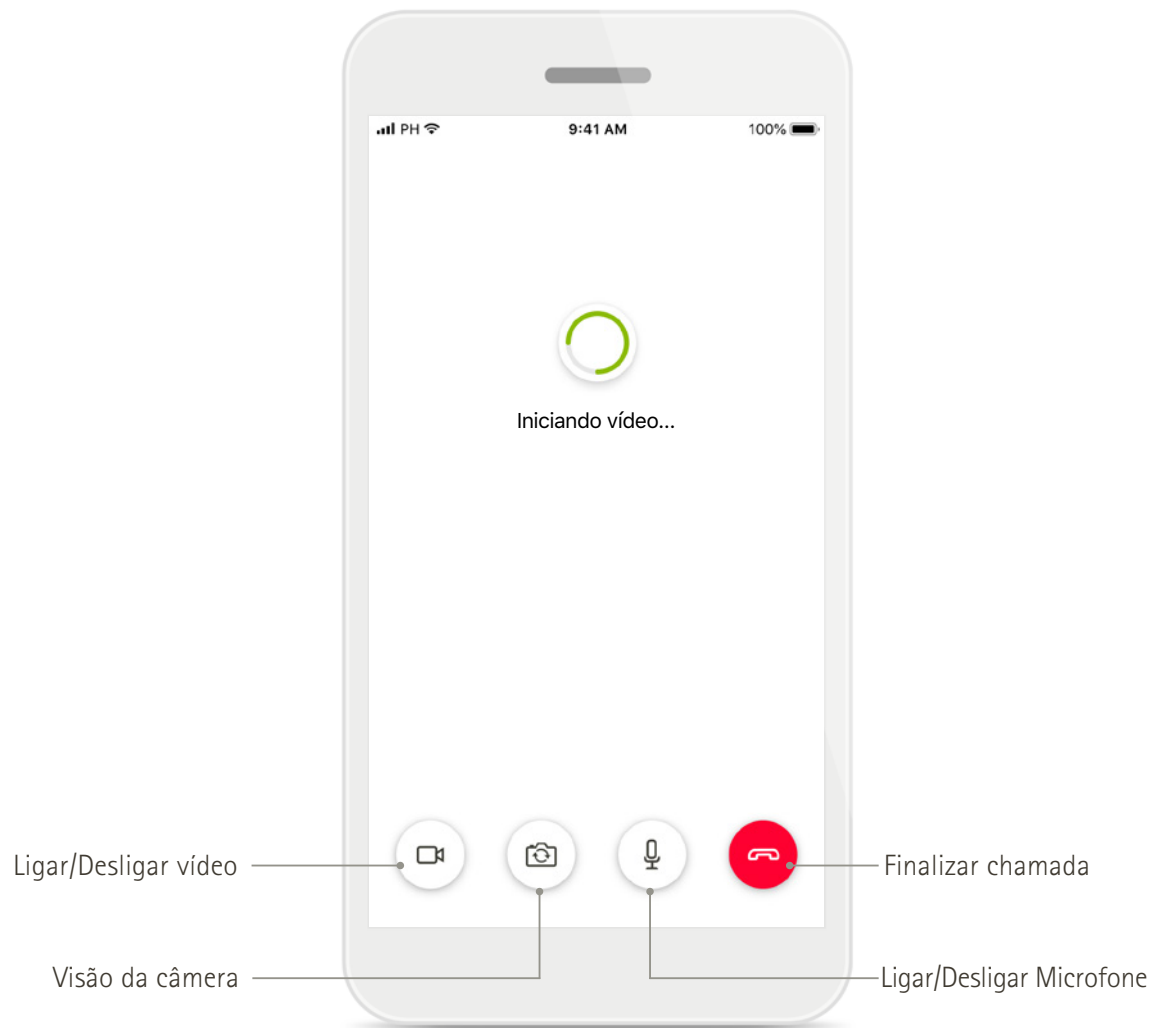 PH
9:41 AM
100%
Iniciando vídeo...
Ligar/Desligar vídeo
Finalizar chamada
Visão da câmera
Ligar/Desligar Microfone